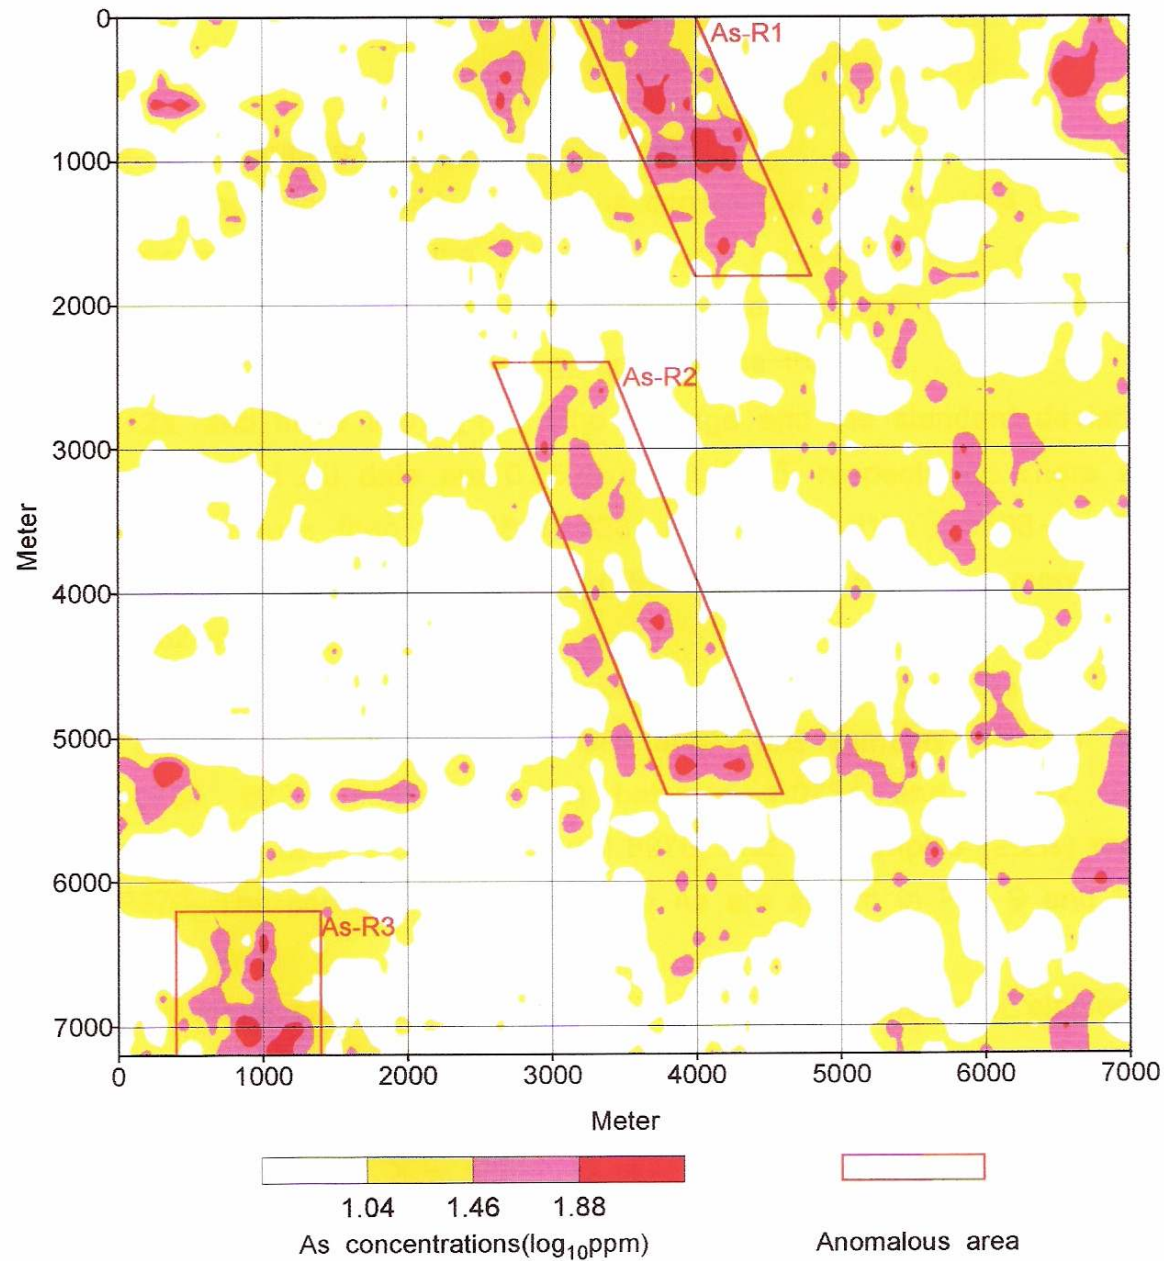 0
As-R1
1000
2000
As-R2
3000
Meter
4000
5000
6000
As-R3
7000
0 1000 2000 3000 4000 5000 6000 7000
Meter
1.04 1.46 1.88
As concentrations(log₁₀ppm)
Anomalous area